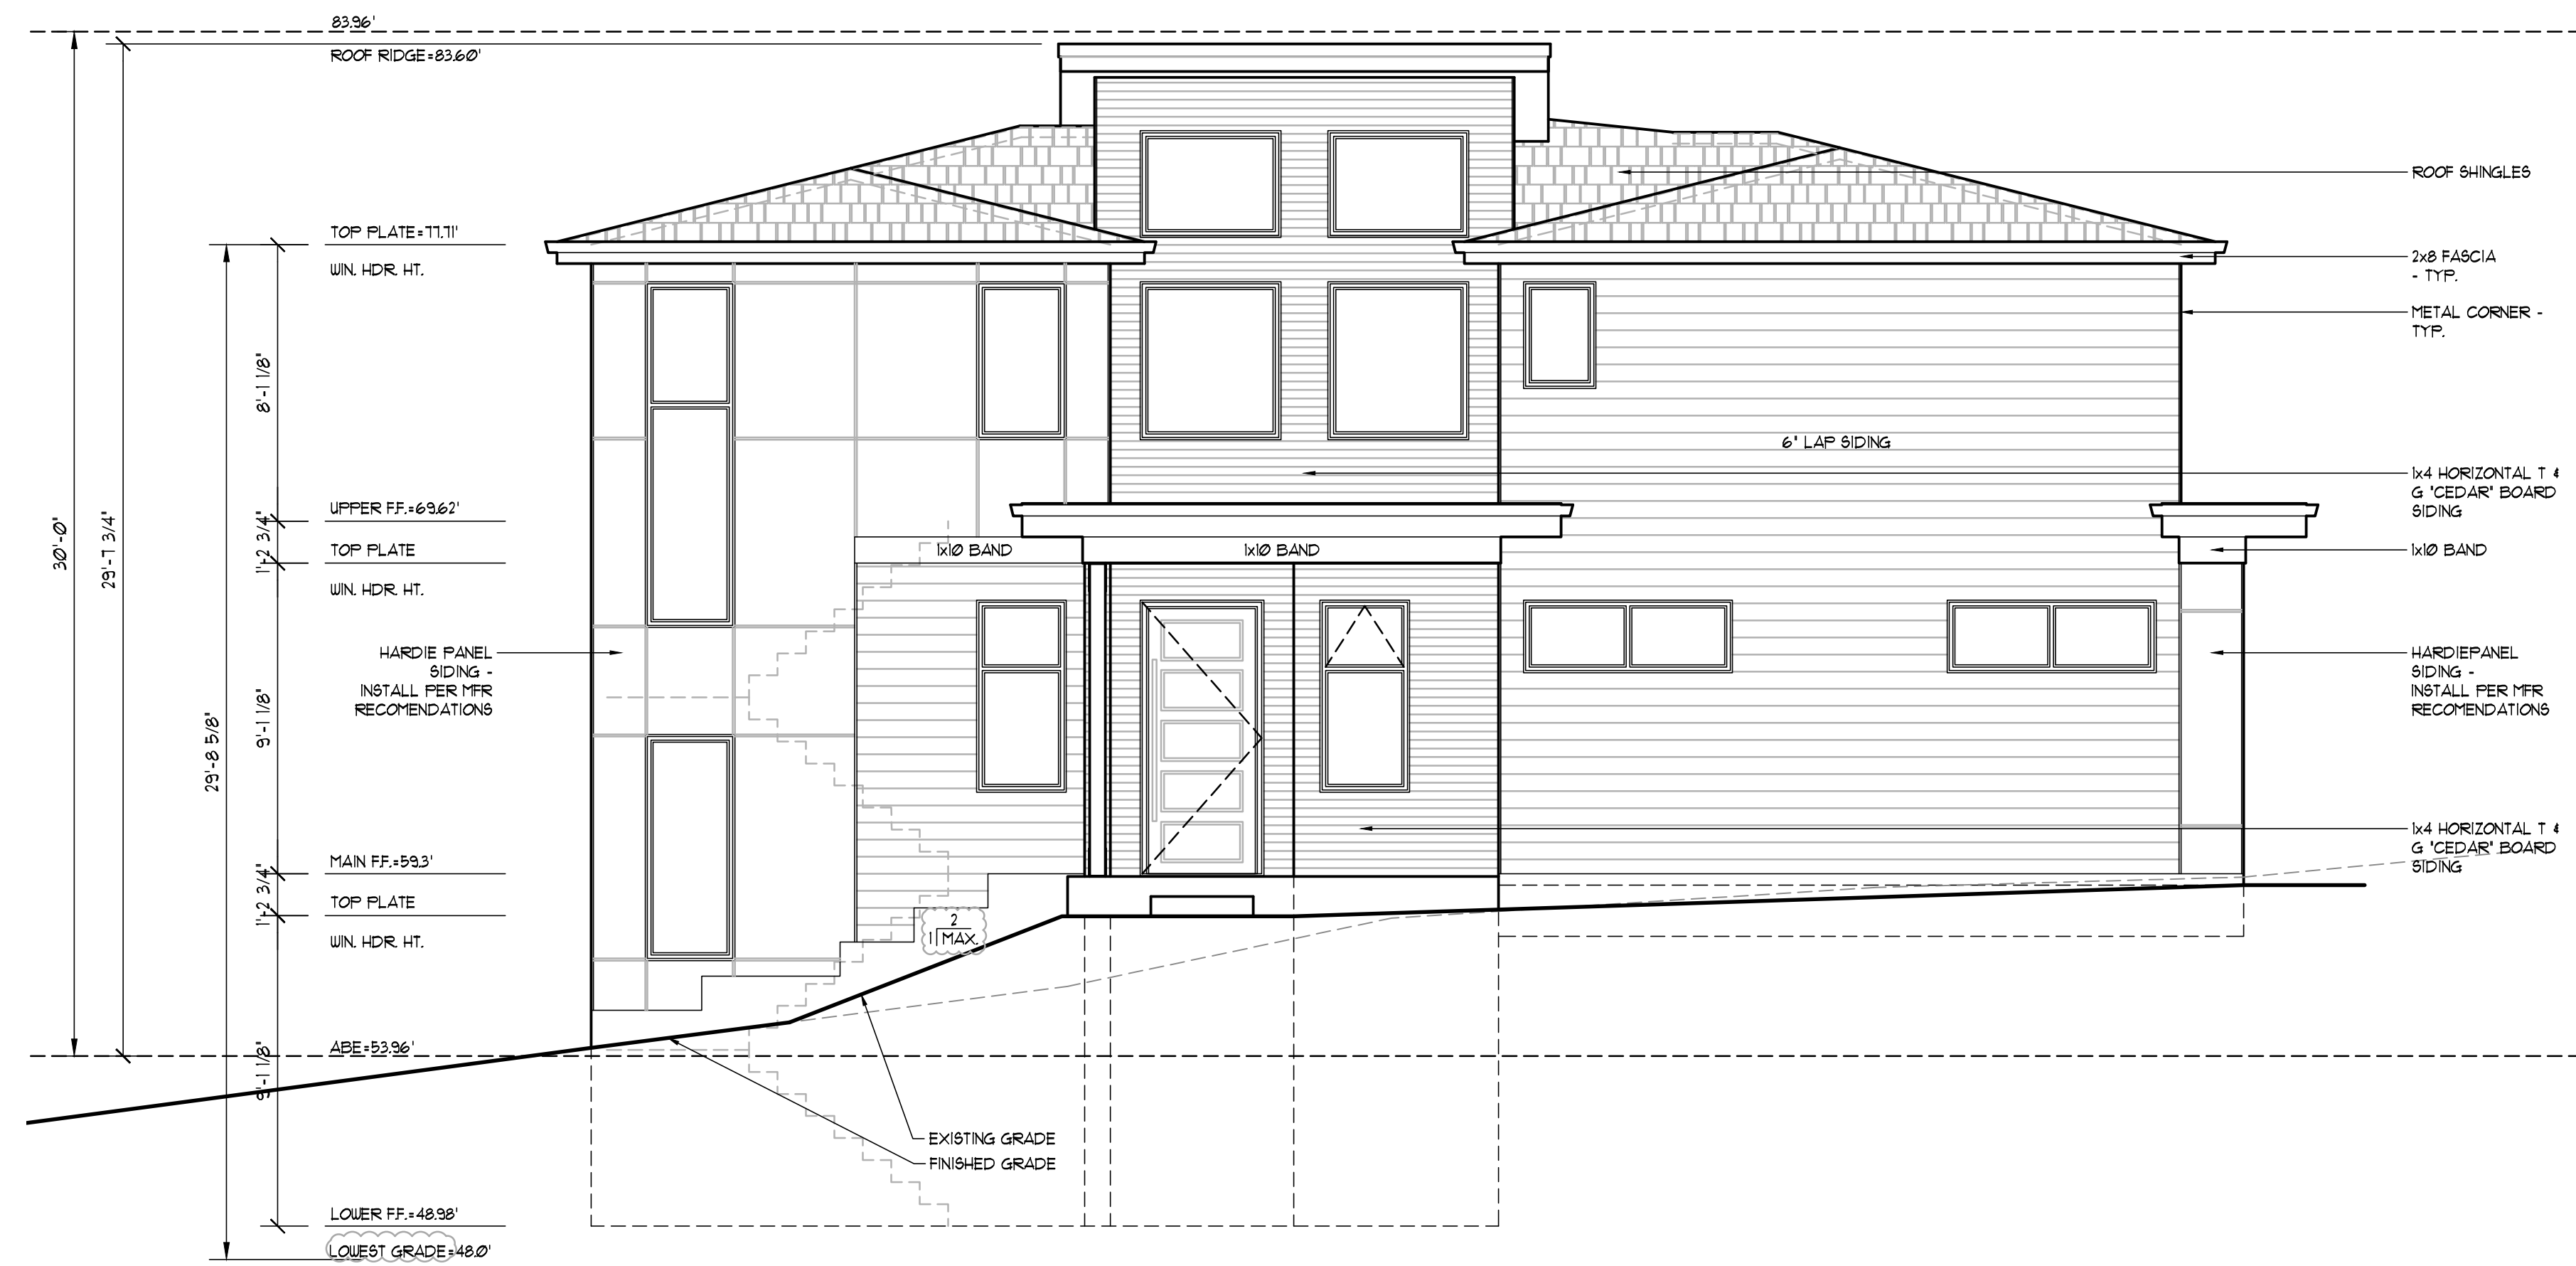 83.96'
ROOF RIDGE=83.60'
TOP PLATE=77.71'
WIN. HDR. HT.
UPPER F.F.=69.62'
TOP PLATE
WIN. HDR. HT.
HARDIE PANEL
SIDING -
INSTALL PER MFR
RECOMENDATIONS
MAIN F.F.=59.3'
TOP PLATE
WIN. HDR. HT.
ABE=53.96'
LOWER F.F.=48.98'
LOWEST GRADE=48.0'
30'-0"
29'-7 3/4"
29'-8 5/8"
8'-1 1/8"
1'-2 3/4"
9'-1 1/8"
1'-2 3/4"
9'-1 1/8"
1x10 BAND
1x10 BAND
6" LAP SIDING
2
1 MAX.
EXISTING GRADE
FINISHED GRADE
ROOF SHINGLES
2x8 FASCIA
- TYP.
METAL CORNER -
TYP.
1x4 HORIZONTAL T &
G "CEDAR" BOARD
SIDING
1x10 BAND
HARDIEPANEL
SIDING -
INSTALL PER MFR
RECOMENDATIONS
1x4 HORIZONTAL T &
G "CEDAR" BOARD
SIDING